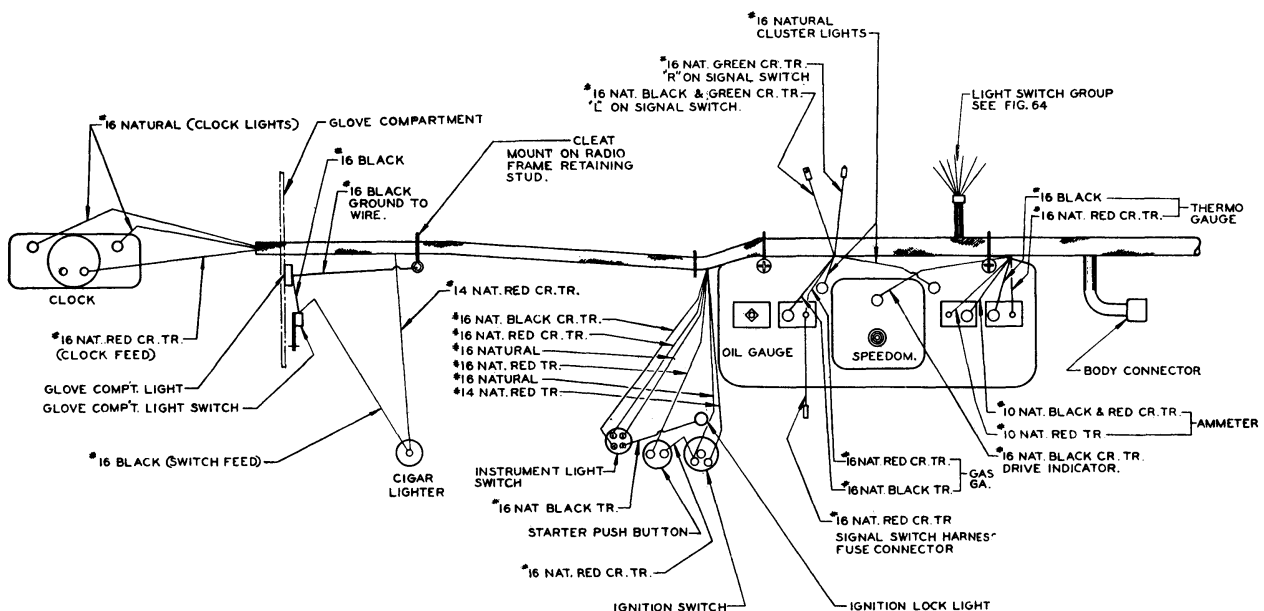 #16 NATURAL
CLUSTER LIGHTS
#16 NAT. GREEN CR. TR.
"R" ON SIGNAL SWITCH
#16 NAT. BLACK & GREEN CR. TR.
"L" ON SIGNAL SWITCH.
LIGHT SWITCH GROUP
SEE FIG. 64
#16 NATURAL (CLOCK LIGHTS)
GLOVE COMPARTMENT
#16 BLACK
CLEAT
MOUNT ON RADIO
FRAME RETAINING
STUD.
#16 BLACK
GROUND TO
WIRE.
#16 BLACK
#16 NAT. RED CR. TR.
THERMO
GAUGE
CLOCK
#14 NAT. RED CR. TR.
#16 NAT. RED CR. TR.
(CLOCK FEED)
#16 NAT. BLACK CR. TR.
#16 NAT. RED CR. TR.
#16 NATURAL
#16 NAT. RED TR.
#16 NATURAL
#14 NAT. RED TR.
OIL GAUGE
SPEEDOM.
BODY CONNECTOR
GLOVE COMP'T. LIGHT
GLOVE COMP'T. LIGHT SWITCH
#10 NAT. BLACK & RED CR. TR.
#10 NAT. RED TR
AMMETER
#16 NAT. BLACK CR. TR.
DRIVE INDICATOR.
#16 BLACK (SWITCH FEED)
CIGAR
LIGHTER
INSTRUMENT LIGHT
SWITCH
#16 NAT. RED CR. TR.
#16 NAT. BLACK TR.
GAS
GA.
#16 NAT BLACK TR.
STARTER PUSH BUTTON
#16 NAT. RED CR. TR
SIGNAL SWITCH HARNES
FUSE CONNECTOR
#16 NAT. RED CR. TR.
IGNITION SWITCH
IGNITION LOCK LIGHT